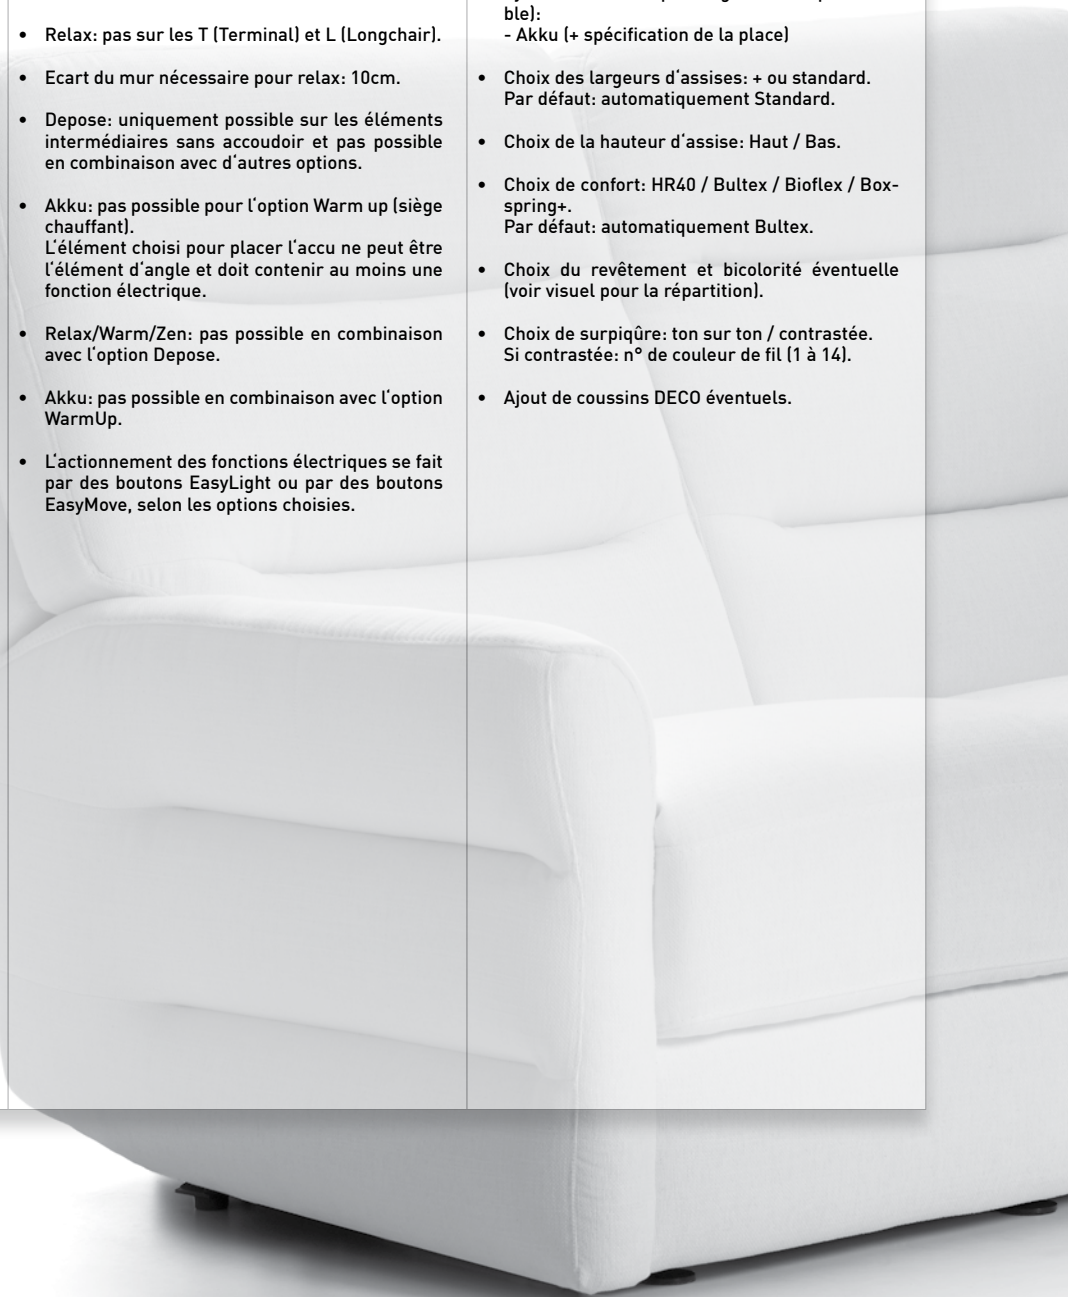 • Relax: pas sur les T (Terminal) et L (Longchair).
• Ecart du mur nécessaire pour relax: 10cm.
• Depose: uniquement possible sur les éléments
intermédiaires sans accoudoir et pas possible
en combinaison avec d‘autres options.
• Akku: pas possible pour l‘option Warm up (siège
chauffant).
L‘élément choisi pour placer l‘accu ne peut être
l‘élément d‘angle et doit contenir au moins une
fonction électrique.
• Relax/Warm/Zen: pas possible en combinaison
avec l‘option Depose.
• Akku: pas possible en combinaison avec l‘option
WarmUp.
• L‘actionnement des fonctions électriques se fait
par des boutons EasyLight ou par des boutons
EasyMove, selon les options choisies.
ble):
- Akku (+ spécification de la place)
• Choix des largeurs d‘assises: + ou standard.
Par défaut: automatiquement Standard.
• Choix de la hauteur d‘assise: Haut / Bas.
• Choix de confort: HR40 / Bultex / Bioflex / Box-
spring+.
Par défaut: automatiquement Bultex.
• Choix du revêtement et bicolorité éventuelle
(voir visuel pour la répartition).
• Choix de surpiqûre: ton sur ton / contrastée.
Si contrastée: n° de couleur de fil (1 à 14).
• Ajout de coussins DECO éventuels.